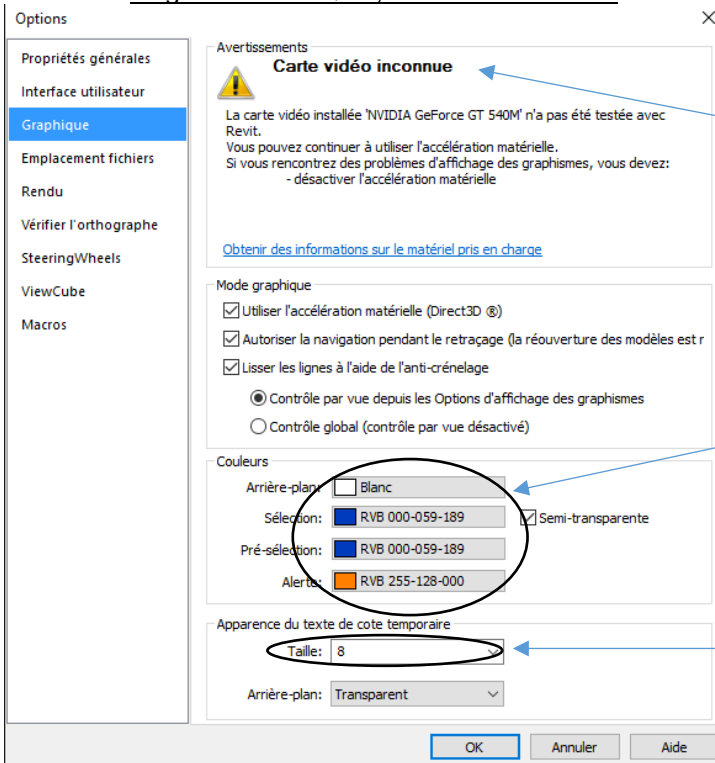 Options
Propriétés générales
Interface utilisateur
Graphique
Emplacement fichiers
Rendu
Vérifier l'orthographe
SteeringWheels
ViewCube
Macros
Avertissements
Carte vidéo inconnue
La carte vidéo installée 'NVIDIA GeForce GT 540M' n'a pas été testée avec
Revit.
Vous pouvez continuer à utiliser l'accélération matérielle.
Si vous rencontrez des problèmes d'affichage des graphismes, vous devez:
- désactiver l'accélération matérielle
Obtenir des informations sur le matériel pris en charge
Mode graphique
Utiliser l'accélération matérielle (Direct3D ®)
Autoriser la navigation pendant le retraçage (la réouverture des modèles est r
Lisser les lignes à l'aide de l'anti-crénelage
Contrôle par vue depuis les Options d'affichage des graphismes
Contrôle global (contrôle par vue désactivé)
Couleurs
Arrière-plan: Blanc
Sélection: RVB 000-059-189 Semi-transparente
Pré-sélection: RVB 000-059-189
Alerte: RVB 255-128-000
Apparence du texte de cote temporaire
Taille: 8
Arrière-plan: Transparent
OK Annuler Aide